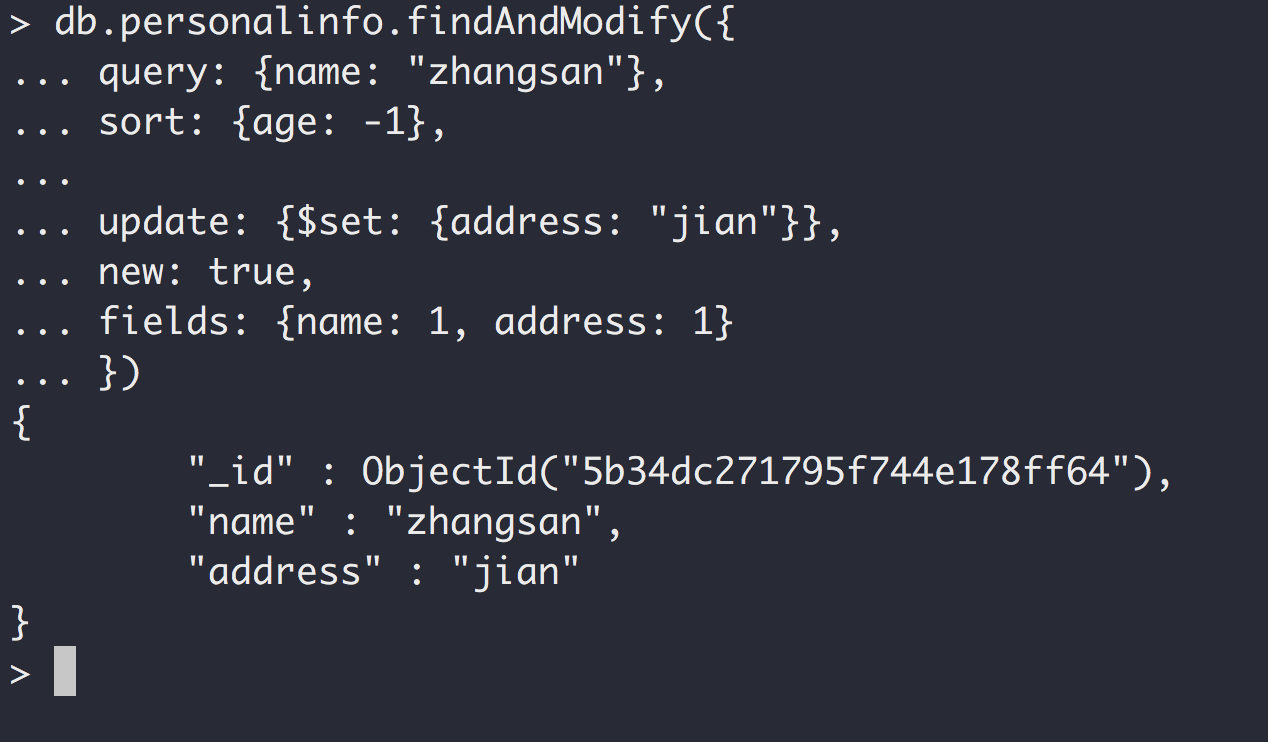 > db.personalinfo.findAndModify({
... query: {name: "zhangsan"},
... sort: {age: -1},
...
... update: {$set: {address: "jian"}},
... new: true,
... fields: {name: 1, address: 1}
... })
{
        "_id" : ObjectId("5b34dc271795f744e178ff64"),
        "name" : "zhangsan",
        "address" : "jian"
}
>